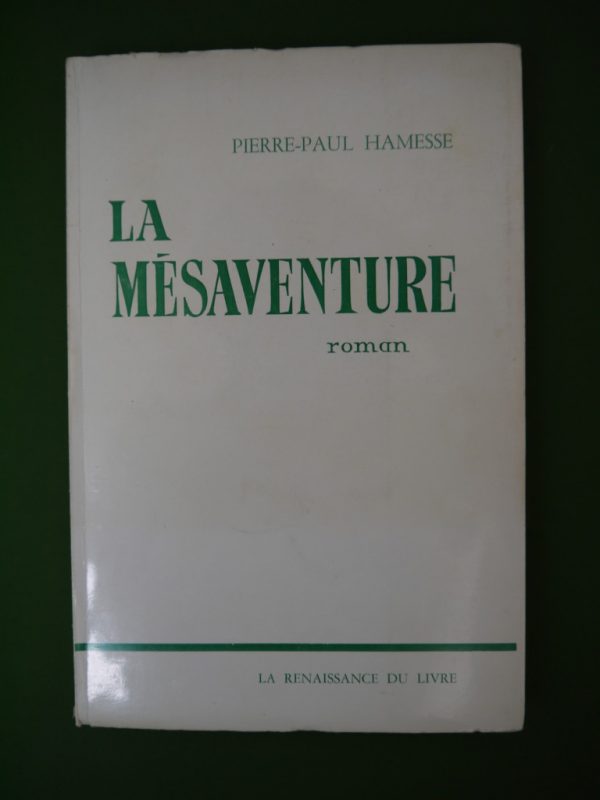 PIERRE-PAUL HAMESSE
LA
MÉSAVENTURE
roman
LA RENAISSANCE DU LIVRE